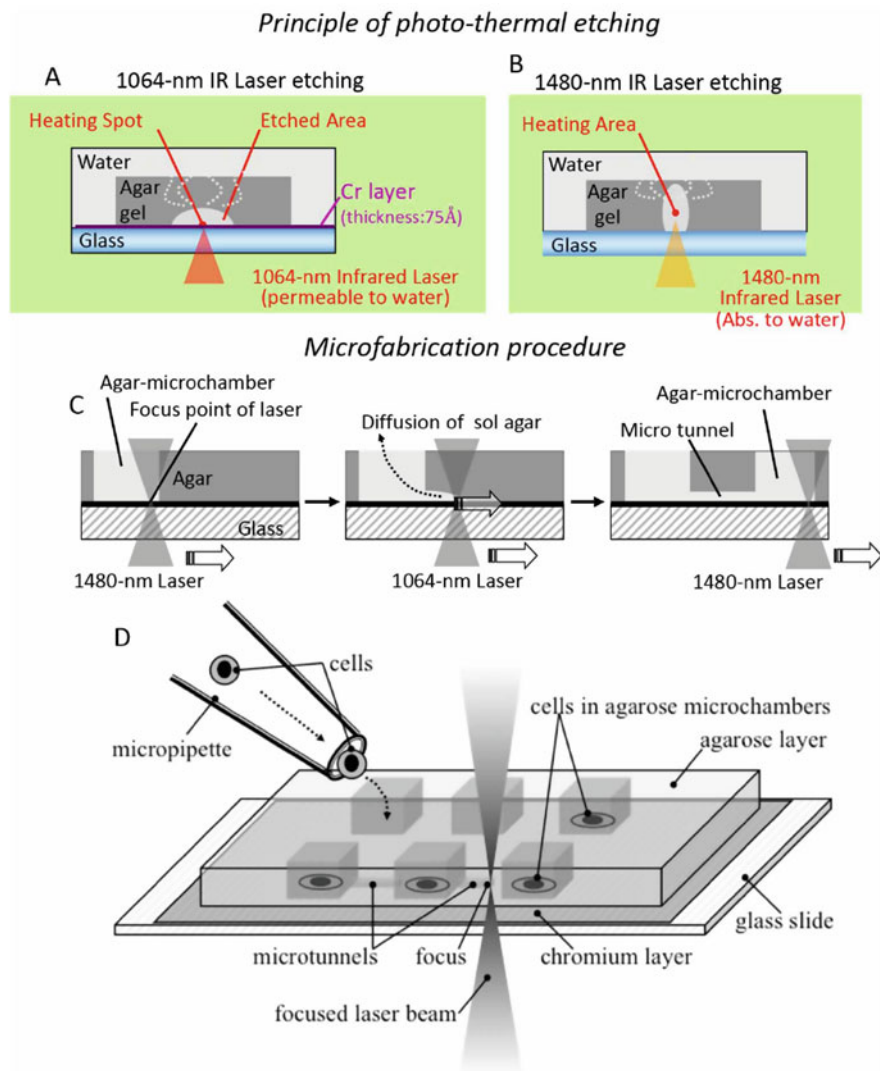 Principle of photo-thermal etching
A
1064-nm IR Laser etching
Heating Spot
Etched Area
Water
Agar
gel
Cr layer
(thickness:75Å)
Glass
1064-nm Infrared Laser
(permeable to water)
B
1480-nm IR Laser etching
Heating Area
Water
Agar
gel
Glass
1480-nm
Infrared Laser
(Abs. to water)
Microfabrication procedure
C
Agar-microchamber
Focus point of laser
Agar
Glass
1480-nm Laser
Diffusion of sol agar
1064-nm Laser
Agar-microchamber
Micro tunnel
1480-nm Laser
D
cells
micropipette
cells in agarose microchambers
agarose layer
glass slide
microtunnels
focus
chromium layer
focused laser beam